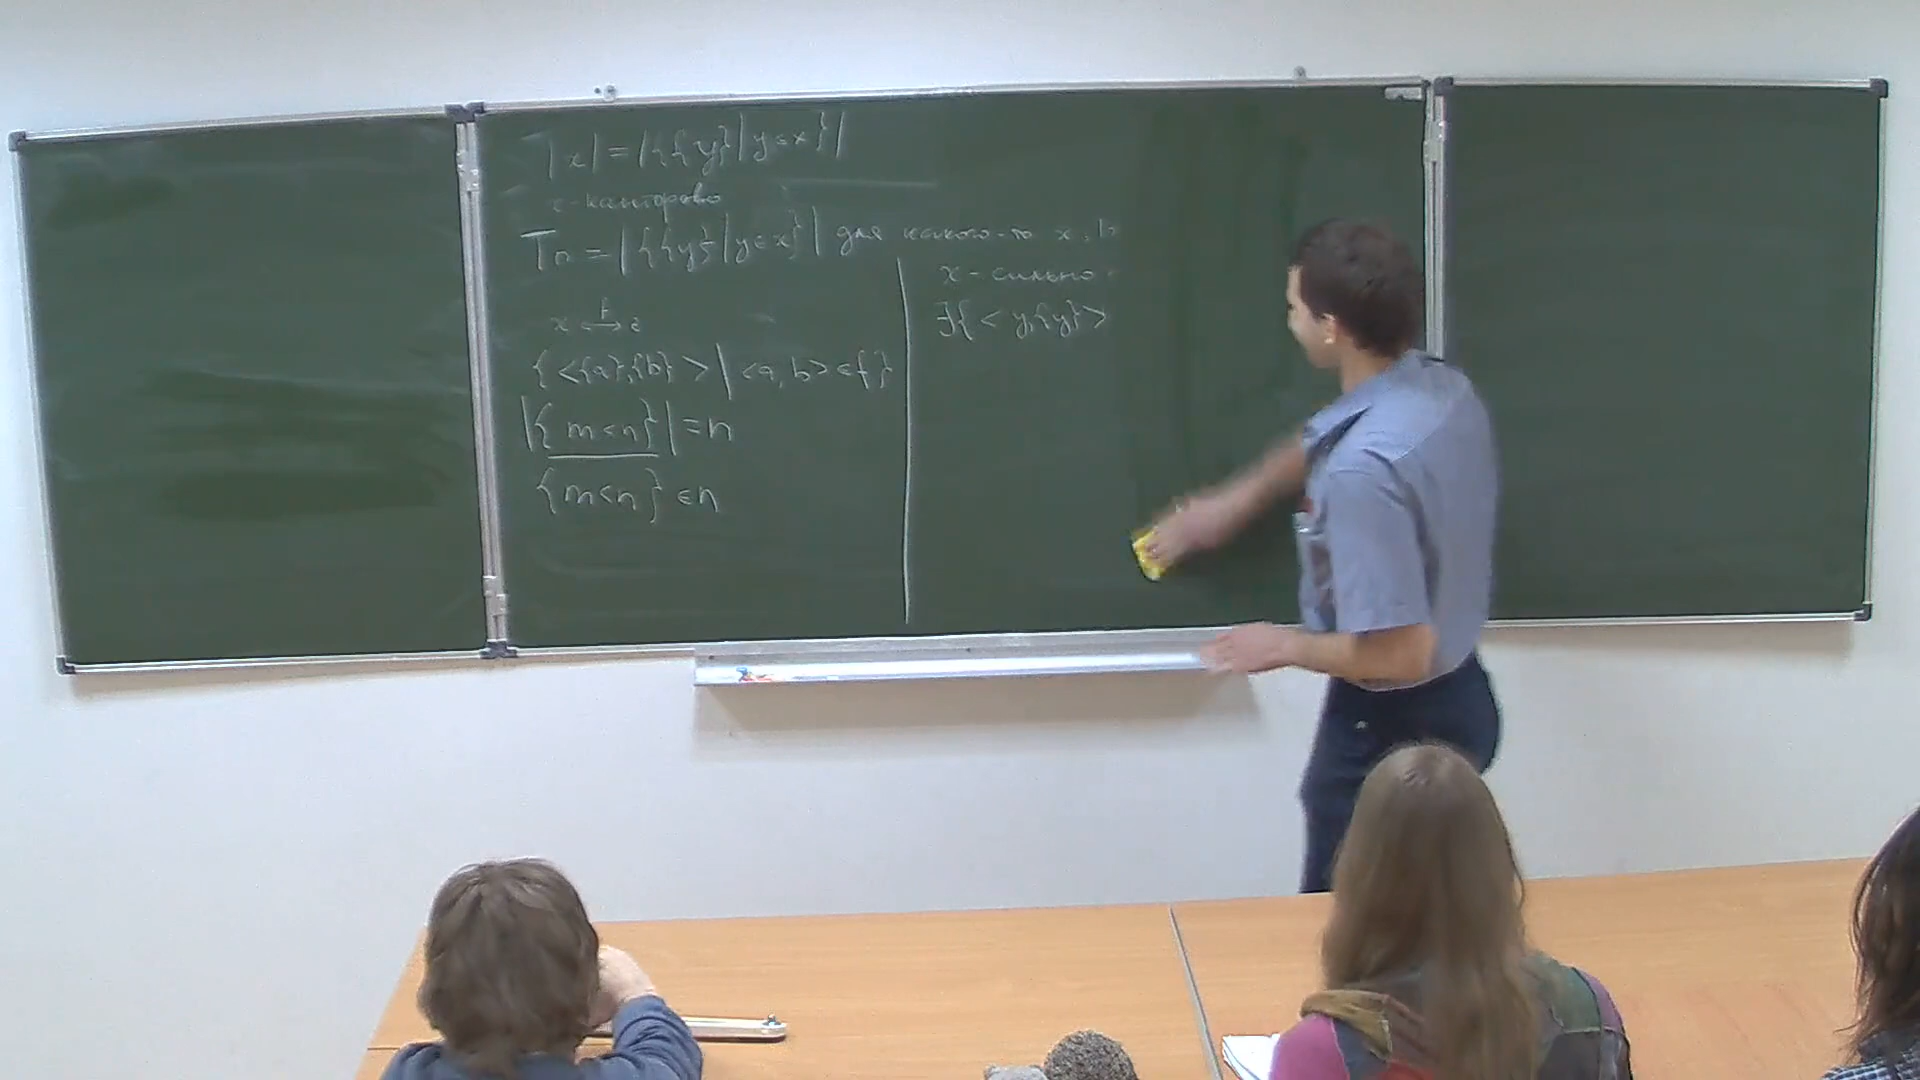 |x| = |{{y} | y ∈ x}|
x - канторово
Tn = |{{y} | y ∈ x}| для какого-то x, |
x ⟷ z
{<{a},{b}> | <a, b> ∈ f}
|{m<n}| = n
{m<n} ∈ n
x - сильно
∃{< y, {y} >